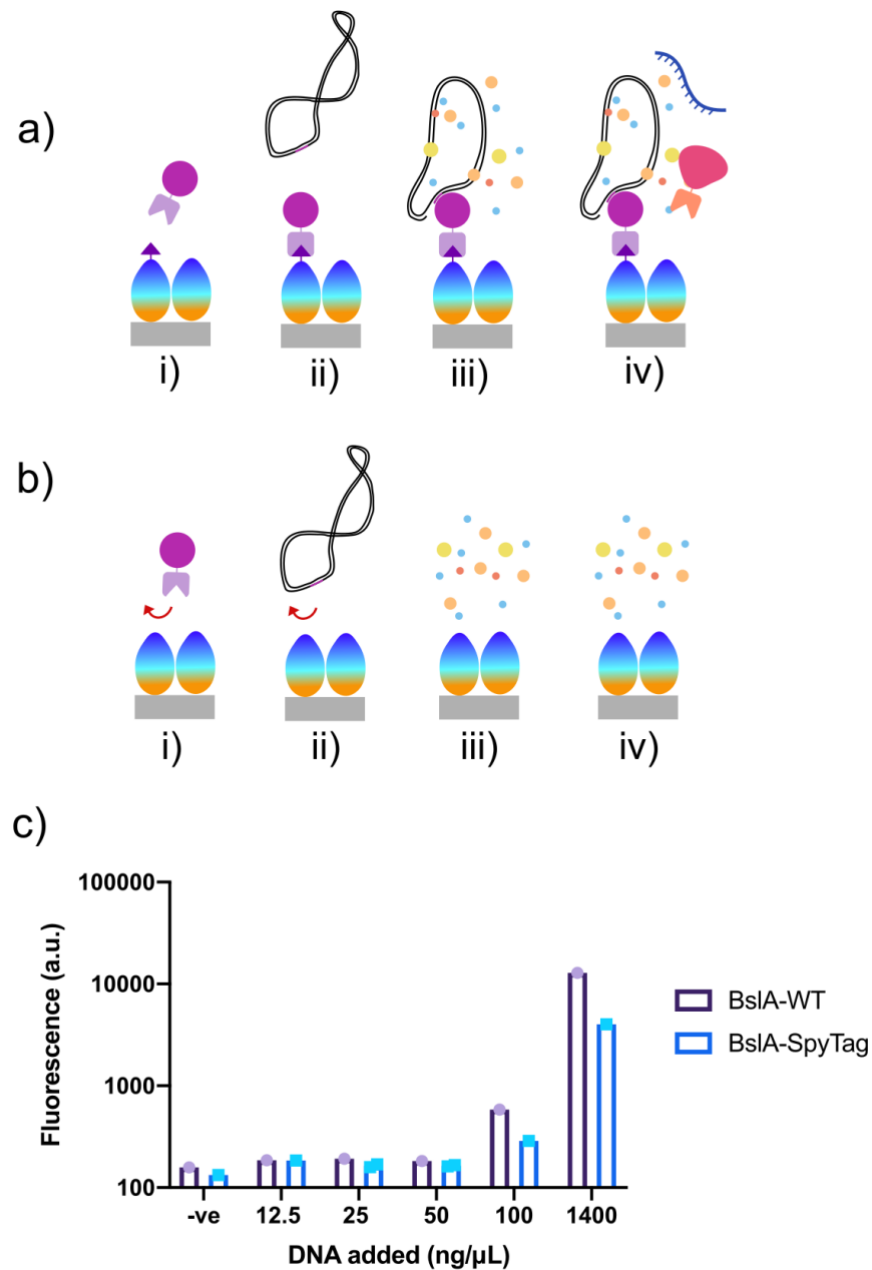 a)
i)
ii)
iii)
iv)
b)
i)
ii)
iii)
iv)
c)
100000
10000
1000
100
Fluorescence (a.u.)
-ve
12.5
25
50
100
1400
DNA added (ng/μL)
BslA-WT
BslA-SpyTag